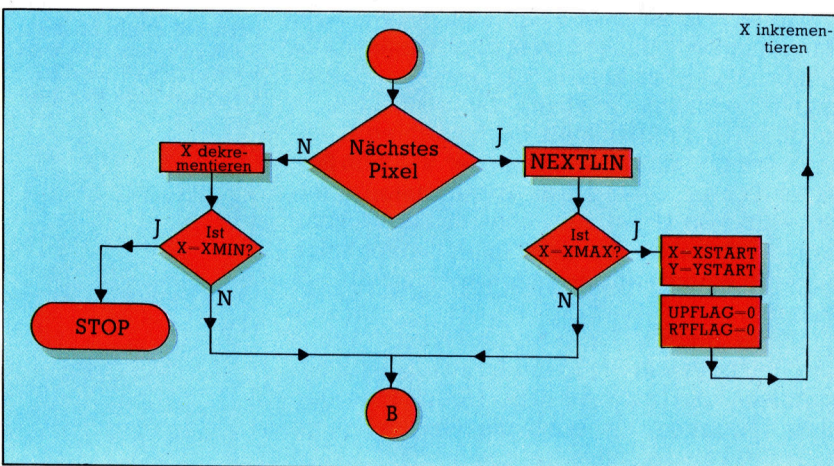 X inkremen-
tieren
N
Nächstes
Pixel
J
X dekre-
mentieren
NEXTLIN
J
Ist
X=XMIN?
Ist
X=XMAX?
J
X=XSTART
Y=YSTART
N
N
STOP
UPFLAG=0
RTFLAG=0
B